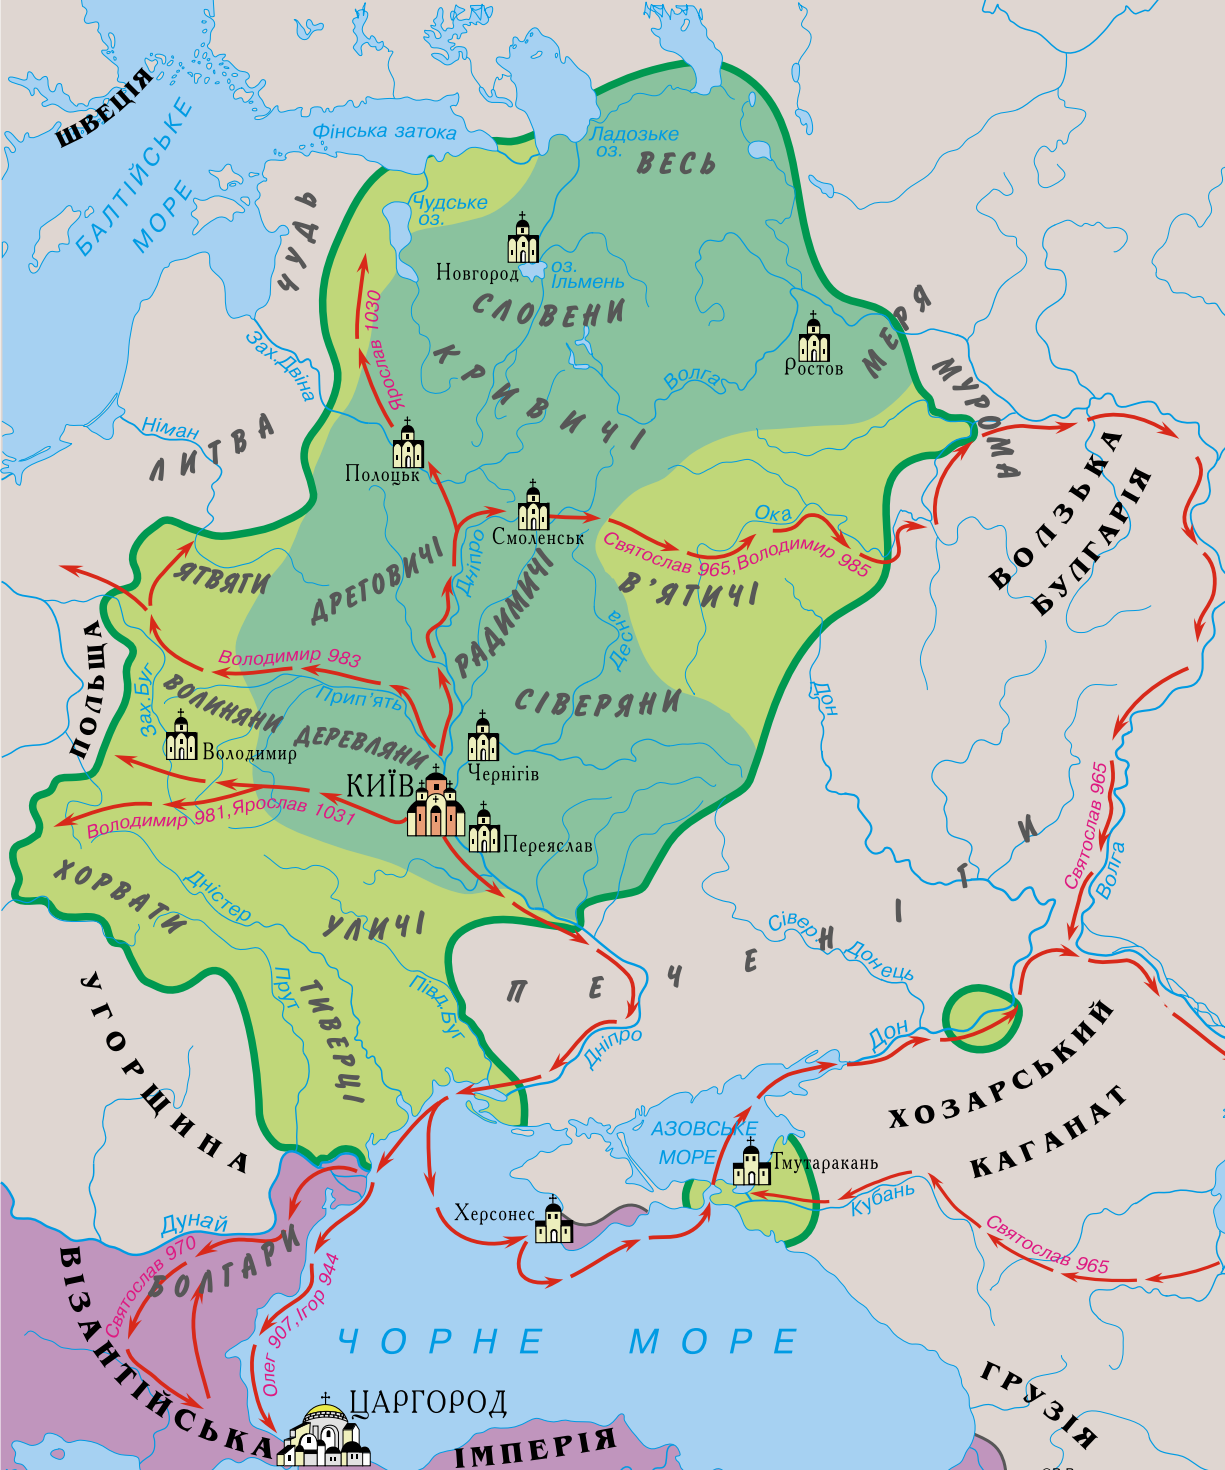 ШВЕЦІЯ
БАЛТІЙСЬКЕ
МОРЕ
Фінська затока
Ладозьке
оз.
ВЕСЬ
ЧУДЬ
Чудське
оз.
Новгород
оз.
Ільмень
СЛОВЕНИ
Ярослав 1030
КРИВИЧІ
Ростов
Волга
МЕРЯ
МУРОМА
Зах.Двіна
Німан
ЛИТВА
Полоцьк
Смоленськ
Ока
Святослав 965,Володимир 985
В'ЯТИЧІ
ВОЛЗЬКА
БУЛГАРІЯ
ЯТВЯГИ
ДРЕГОВИЧІ
Дніпро
РАДИМИЧІ
Десна
ПОЛЬЩА
Зах.Буг
Володимир 983
Прип'ять
ВОЛИНЯНИ
ДЕРЕВЛЯНИ
СІВЕРЯНИ
Дон
Володимир
Чернігів
КИЇВ
Переяслав
Володимир 981,Ярослав 1031
Святослав 965
Волга
ХОРВАТИ
Дністер
УЛИЧІ
ПЕЧЕНІГИ
Сівер.
Донець
УГОРЩИНА
Прут
ТИВЕРЦІ
Півд.Буг
Дніпро
Дон
ХОЗАРСЬКИЙ
КАГАНАТ
АЗОВСЬКЕ
МОРЕ
Тмутаракань
Кубань
Херсонес
Святослав 965
Дунай
Святослав 970
БОЛГАРИ
Олег 907,Ігор 944
ЧОРНЕ МОРЕ
ВІЗАНТІЙСЬКА
ЦАРГОРОД
ІМПЕРІЯ
ГРУЗІЯ